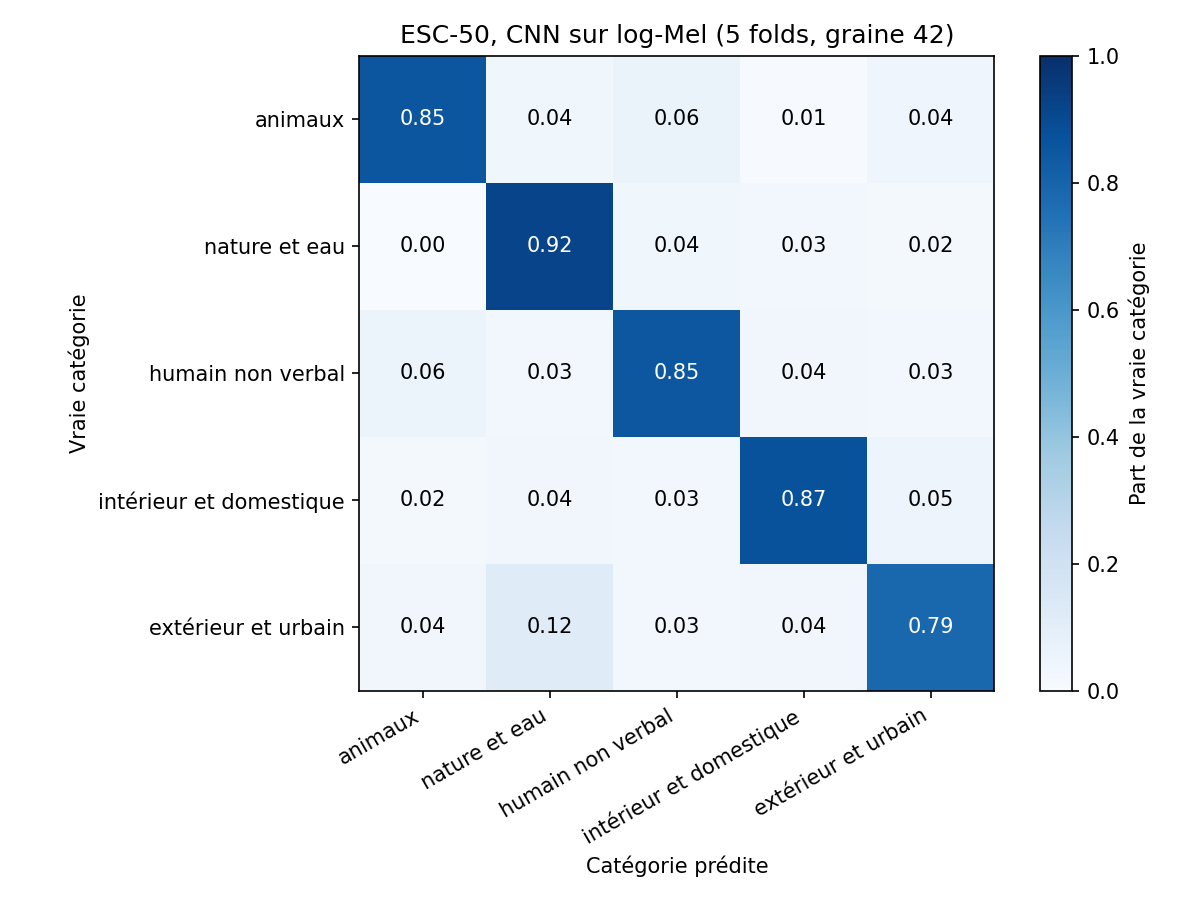 ESC-50, CNN sur log-Mel (5 folds, graine 42)
animaux 0.85 0.04 0.06 0.01 0.04
nature et eau 0.00 0.92 0.04 0.03 0.02
humain non verbal 0.06 0.03 0.85 0.04 0.03
intérieur et domestique 0.02 0.04 0.03 0.87 0.05
extérieur et urbain 0.04 0.12 0.03 0.04 0.79
Vraie catégorie
animaux
nature et eau
humain non verbal
intérieur et domestique
extérieur et urbain
Catégorie prédite
1.0
0.8
0.6
0.4
0.2
0.0
Part de la vraie catégorie